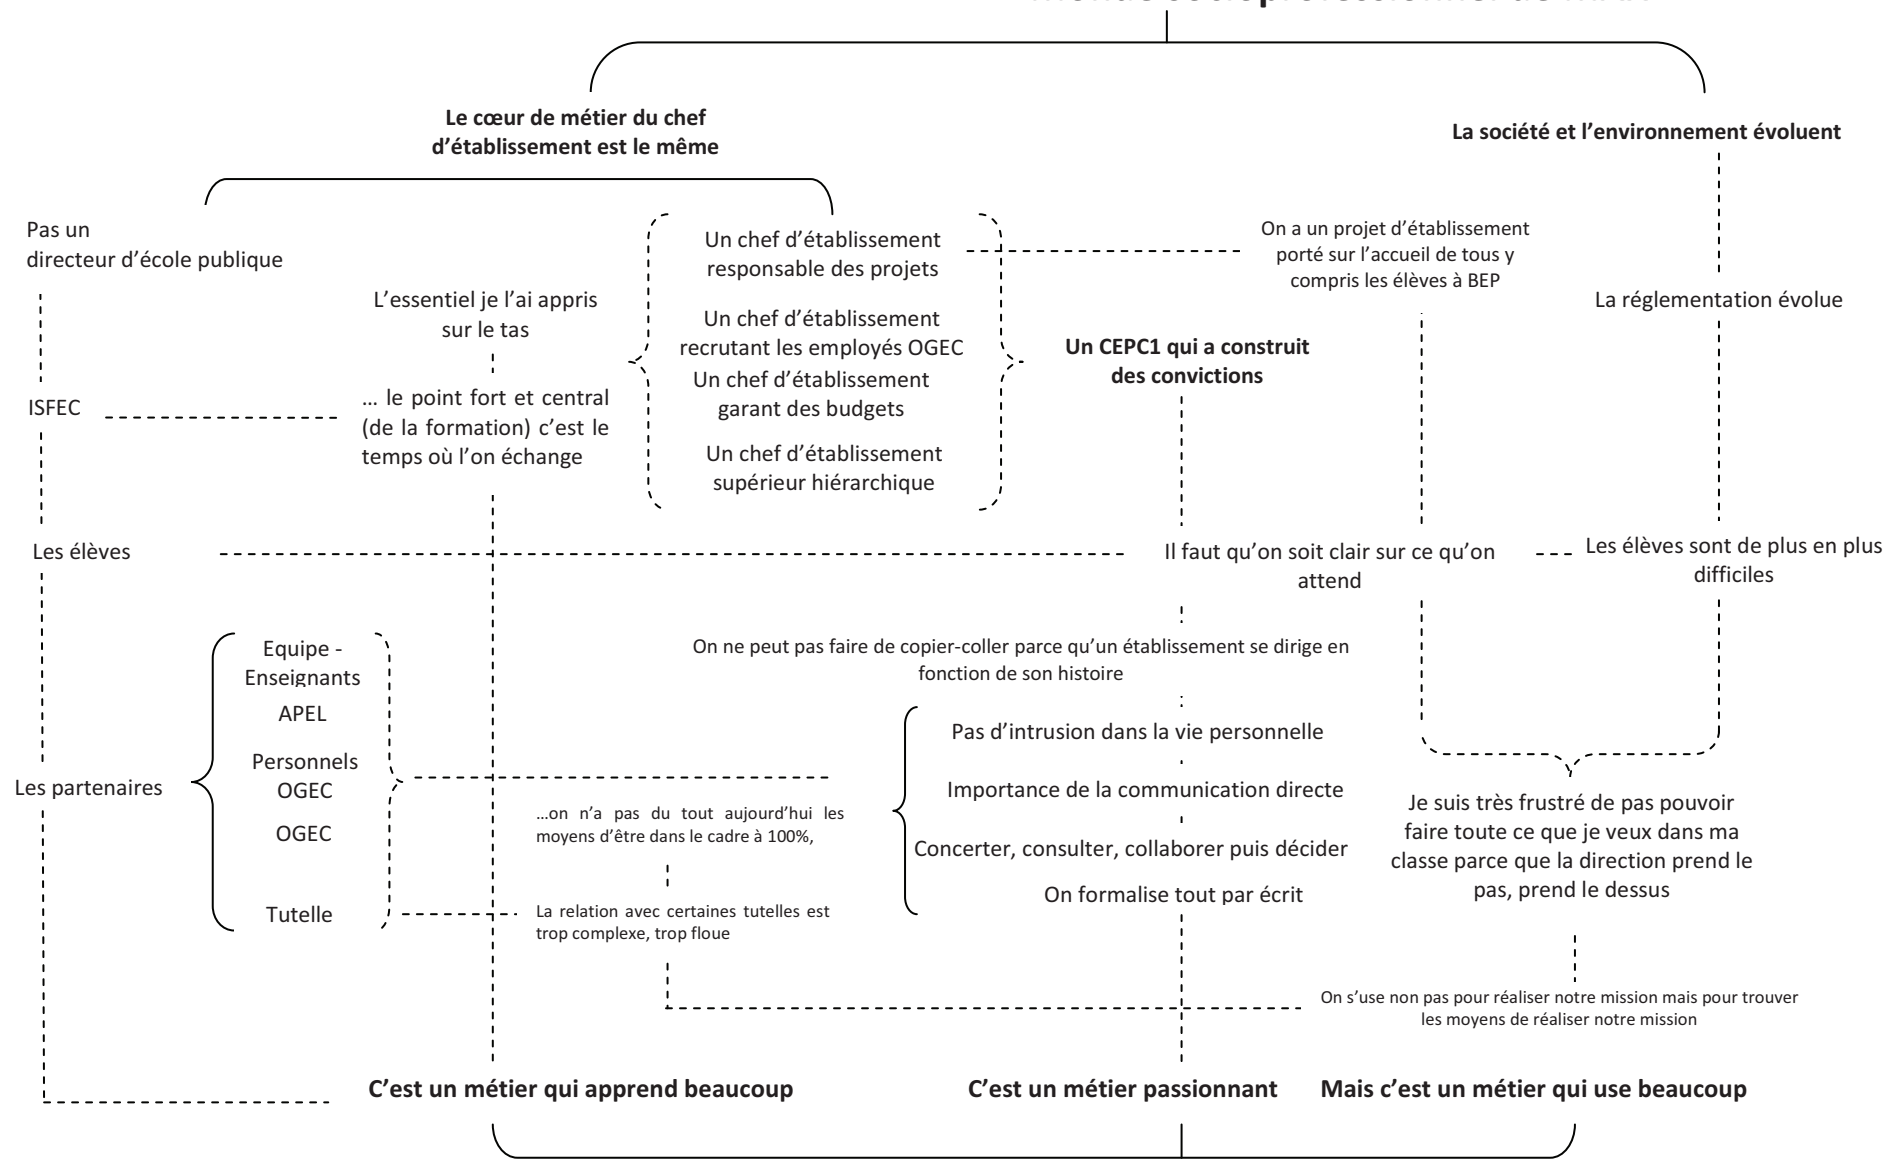 Le cœur de métier du chef
d'établissement est le même
La société et l'environnement évoluent
Pas un
directeur d'école publique
L'essentiel je l'ai appris
sur le tas
Un chef d'établissement
responsable des projets
On a un projet d'établissement
porté sur l'accueil de tous y
compris les élèves à BEP
La réglementation évolue
Un chef d'établissement
recrutant les employés OGEC
Un CEPC1 qui a construit
des convictions
Un chef d'établissement
garant des budgets
ISFEC
... le point fort et central
(de la formation) c'est le
temps où l'on échange
Un chef d'établissement
supérieur hiérarchique
Les élèves
Il faut qu'on soit clair sur ce qu'on
attend
Les élèves sont de plus en plus
difficiles
Equipe -
Enseignants
APEL
Personnels
OGEC
OGEC
Tutelle
Les partenaires
On ne peut pas faire de copier-coller parce qu'un établissement se dirige en
fonction de son histoire
Pas d'intrusion dans la vie personnelle
Importance de la communication directe
Concerter, consulter, collaborer puis décider
On formalise tout par écrit
...on n'a pas du tout aujourd'hui les
moyens d'être dans le cadre à 100%,
La relation avec certaines tutelles est
trop complexe, trop floue
Je suis très frustré de pas pouvoir
faire toute ce que je veux dans ma
classe parce que la direction prend le
pas, prend le dessus
On s'use non pas pour réaliser notre mission mais pour trouver
les moyens de réaliser notre mission
C'est un métier qui apprend beaucoup
C'est un métier passionnant
Mais c'est un métier qui use beaucoup